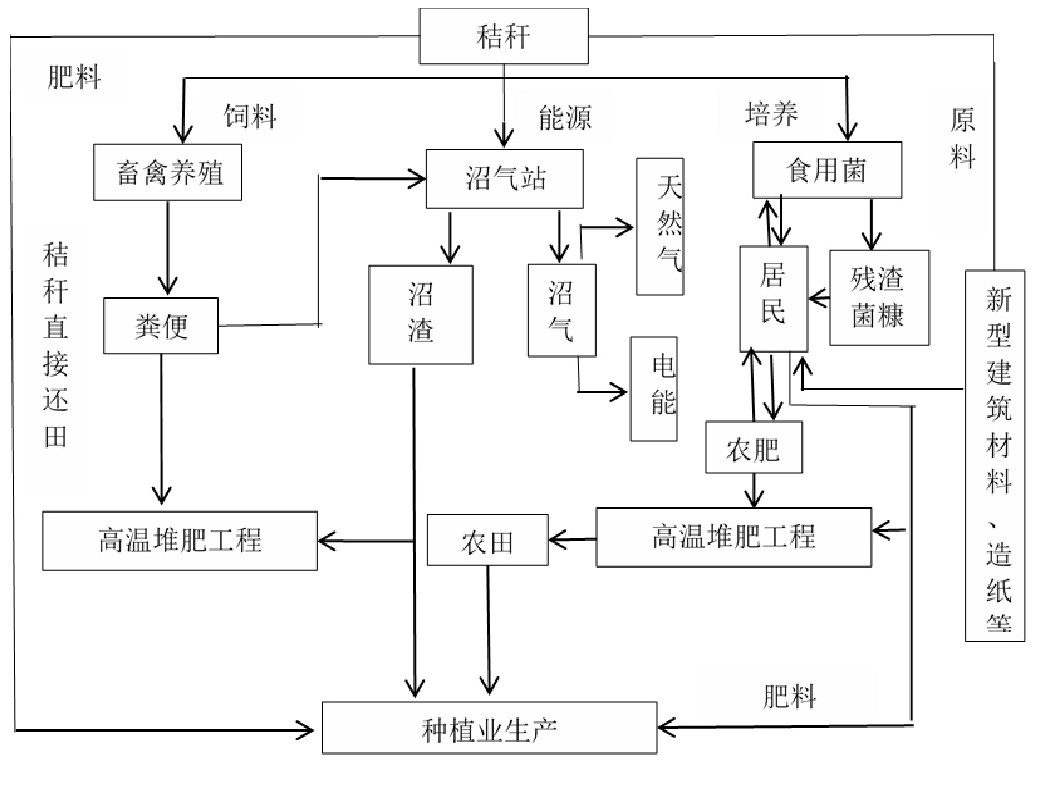 秸秆
肥料
饲料
能源
培养
原料
畜禽养殖
沼气站
食用菌
天然气
秸秆直接还田
粪便
沼渣
沼气
居民
残渣
菌糠
新型建筑材料、造纸等
电能
农肥
高温堆肥工程
农田
高温堆肥工程
肥料
种植业生产